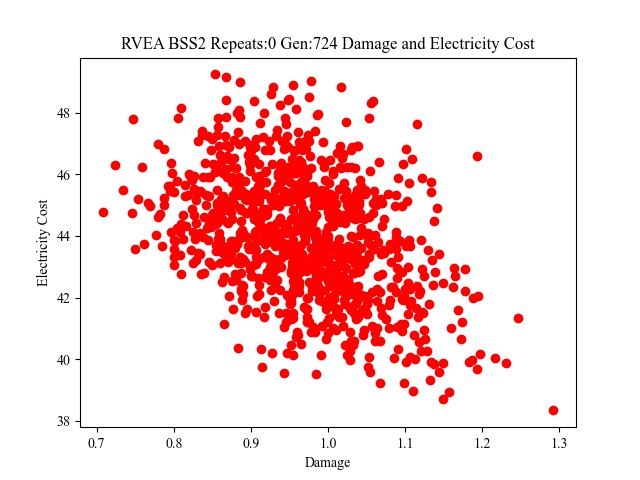 RVEA BSS2 Repeats:0 Gen:724 Damage and Electricity Cost
48
46
44
42
40
38
Electricity Cost
0.7 0.8 0.9 1.0 1.1 1.2 1.3
Damage